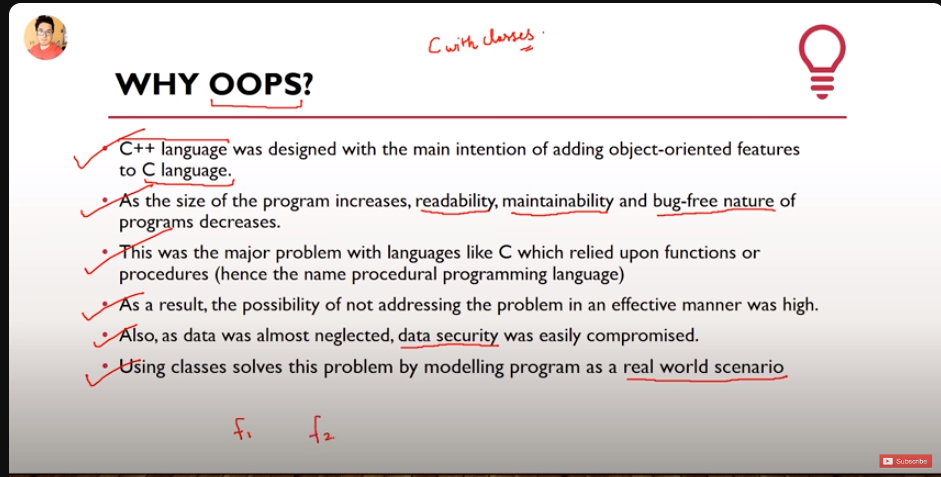 C with classes.
WHY OOPS?
• C++ language was designed with the main intention of adding object-oriented features
to C language.
• As the size of the program increases, readability, maintainability and bug-free nature of
programs decreases.
• This was the major problem with languages like C which relied upon functions or
procedures (hence the name procedural programming language)
• As a result, the possibility of not addressing the problem in an effective manner was high.
• Also, as data was almost neglected, data security was easily compromised.
• Using classes solves this problem by modelling program as a real world scenario
f₁ f₂
Subscribe